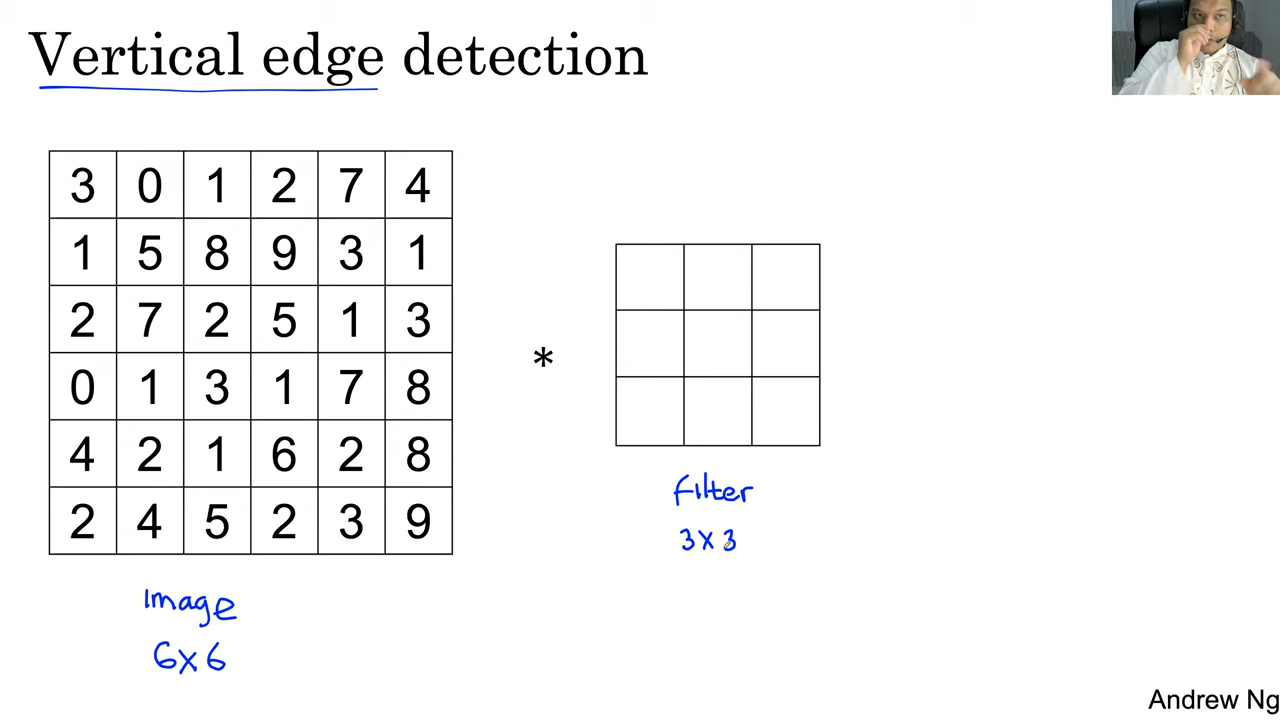 Vertical edge detection
3 0 1 2 7 4
1 5 8 9 3 1
2 7 2 5 1 3
0 1 3 1 7 8
4 2 1 6 2 8
2 4 5 2 3 9
*
filter
3x3
Image
6x6
Andrew Ng